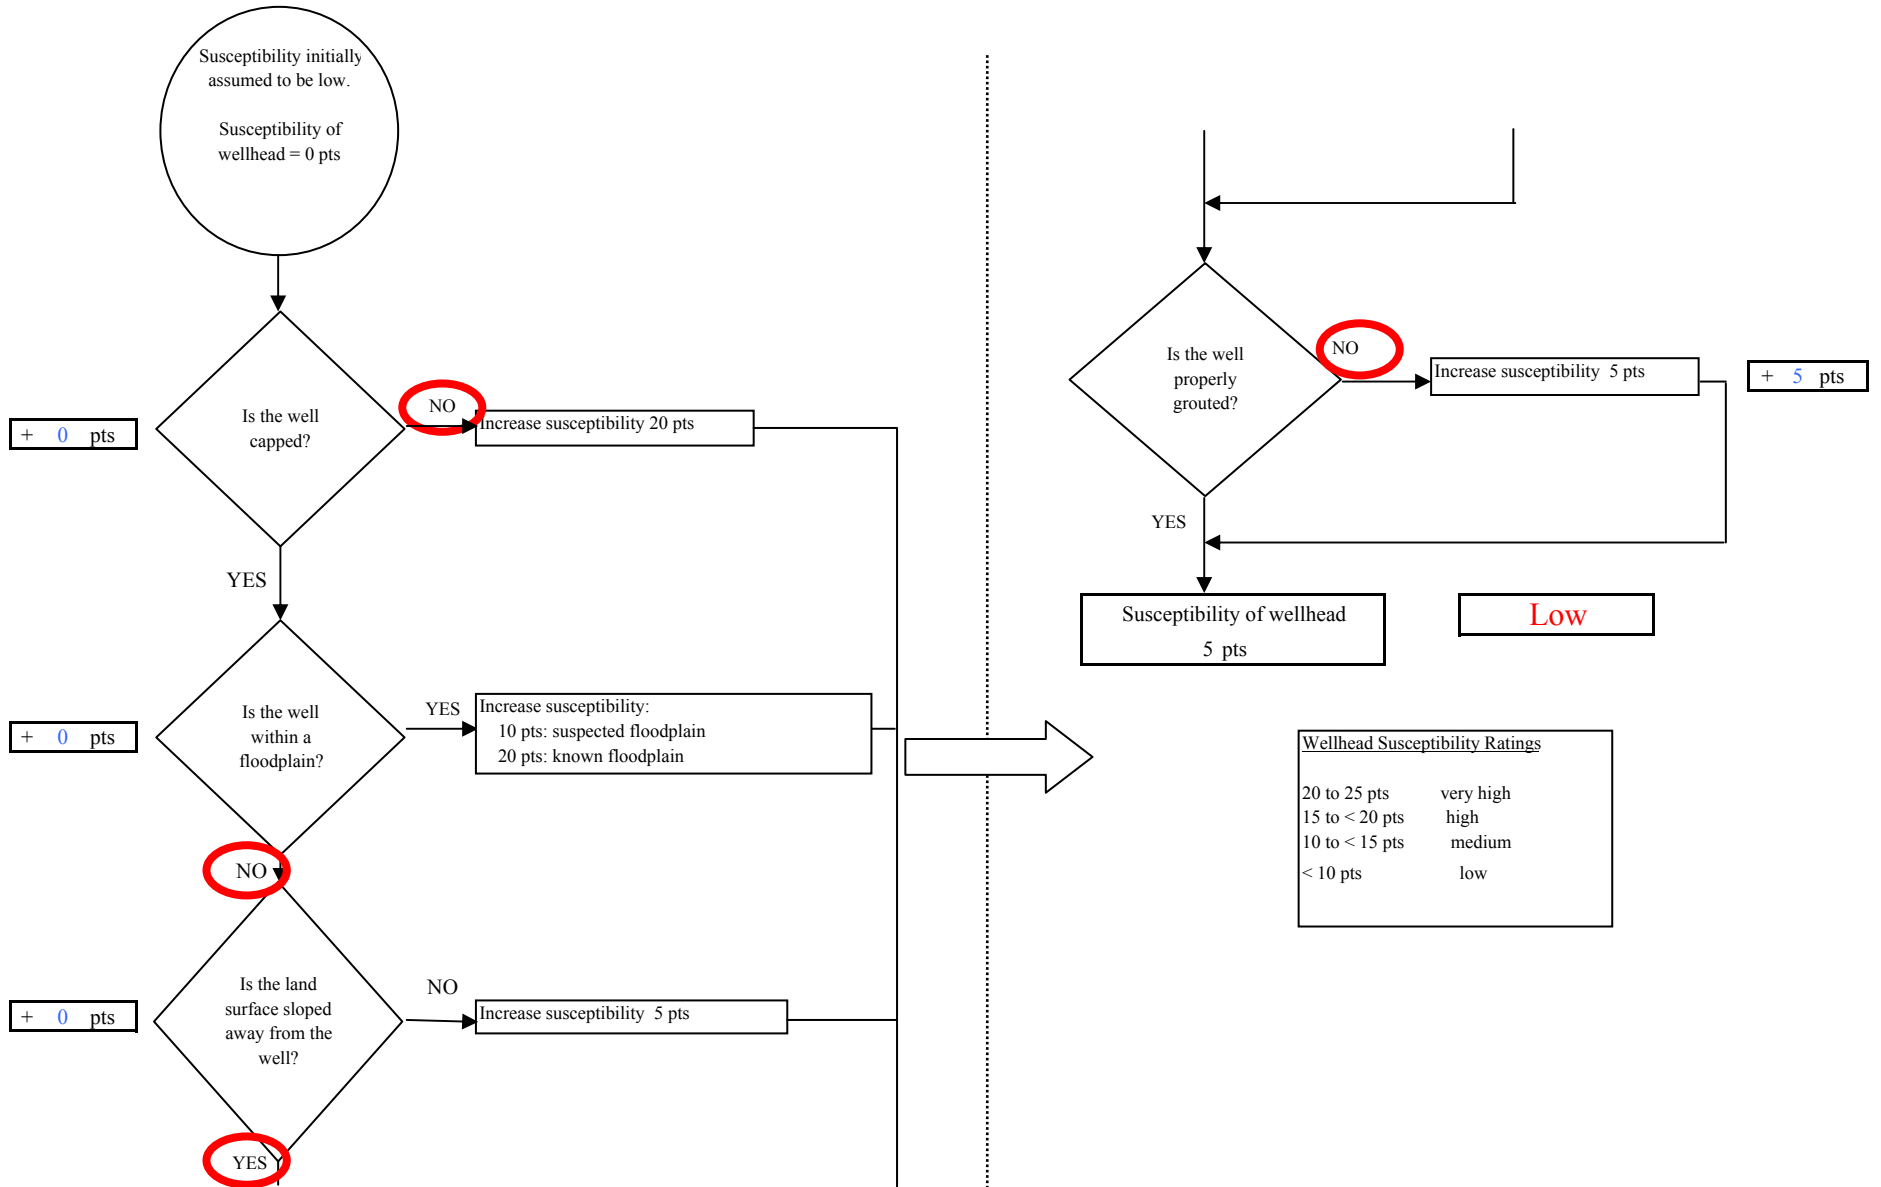 Susceptibility initially
assumed to be low.
Susceptibility of
wellhead = 0 pts
Is the well
capped?
NO
Increase susceptibility 20 pts
+ 0 pts
YES
Is the well
within a
floodplain?
YES
Increase susceptibility:
10 pts: suspected floodplain
20 pts: known floodplain
+ 0 pts
NO
Is the land
surface sloped
away from the
well?
NO
Increase susceptibility 5 pts
+ 0 pts
YES
Is the well
properly
grouted?
NO
Increase susceptibility 5 pts
+ 5 pts
YES
Susceptibility of wellhead
5 pts
Low
Wellhead Susceptibility Ratings
20 to 25 pts very high
15 to < 20 pts high
10 to < 15 pts medium
< 10 pts low